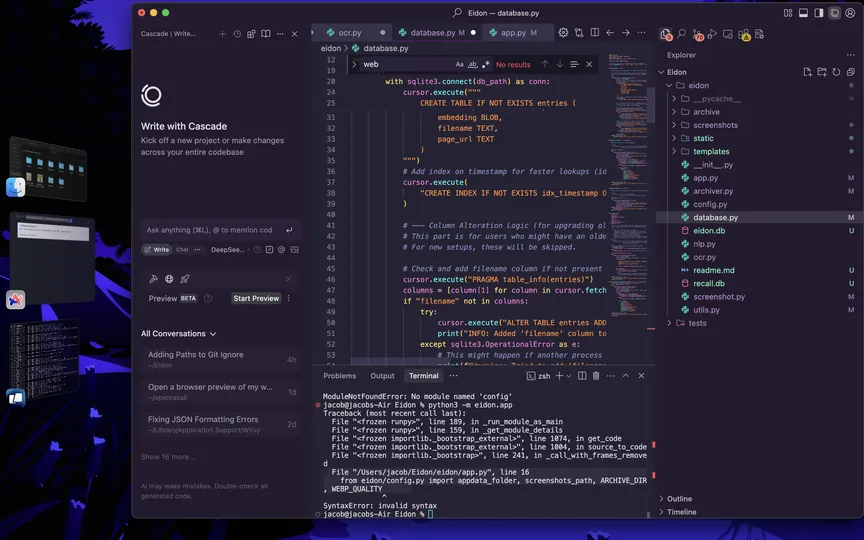 Eidon — database.py
Cascade | Write...
ocr.py
database.py M
app.py M
eidon > database.py
web
Aa
ab
No results
12
19
20 with sqlite3.connect(db_path) as conn:
24 cursor.execute("""
25 CREATE TABLE IF NOT EXISTS entries (
31 embedding BLOB,
32 filename TEXT,
33 page_url TEXT
34 )
35 """)
36 # Add index on timestamp for faster lookups (id
37 cursor.execute(
38 "CREATE INDEX IF NOT EXISTS idx_timestamp O
39 )
40
41 # —— Column Alteration Logic (for upgrading ol
42 # This part is for users who might have an olde
43 # For new setups, these will be skipped.
44
45 # Check and add filename column if not present
46 cursor.execute("PRAGMA table_info(entries)")
47 columns = [column[1] for column in cursor.fetch
48 if "filename" not in columns:
49 try:
50 cursor.execute("ALTER TABLE entries ADD
51 print("INFO: Added 'filename' column to
52 except sqlite3.OperationalError as e:
53 # This might happen if another process
Write with Cascade
Kick off a new project or make changes
across your entire codebase
Ask anything (⌘L), @ to mention cod
Write
Chat
DeepSee...
Preview BETA
Start Preview
All Conversations
Adding Paths to Git Ignore 4h
~/Eidon
Open a browser preview of my w... 1d
~/openrecall
Fixing JSON Formatting Errors 2d
~/Library/Application Support/Witsy
Show 16 more...
AI may make mistakes. Double-check all
generated code.
Problems Output Terminal
zsh
ModuleNotFoundError: No module named 'config'
jacob@jacobs-Air Eidon % python3 -m eidon.app
Traceback (most recent call last):
File "<frozen runpy>", line 189, in _run_module_as_main
File "<frozen runpy>", line 159, in _get_module_details
File "<frozen importlib._bootstrap_external>", line 1074, in get_code
File "<frozen importlib._bootstrap_external>", line 1004, in source_to_code
File "<frozen importlib._bootstrap>", line 241, in _call_with_frames_remove
d
File "/Users/jacob/Eidon/eidon/app.py", line 16
from eidon/config.py import appdata_folder, screenshots_path, ARCHIVE_DIR
, WEBP_QUALITY
^
SyntaxError: invalid syntax
jacob@jacobs-Air Eidon %
Explorer
Eidon
eidon
__pycache__
archive
screenshots
static
templates
__init__.py
app.py M
archiver.py M
config.py
database.py M
eidon.db U
nlp.py
ocr.py
readme.md U
recall.db U
screenshot.py M
utils.py M
tests
Outline
Timeline